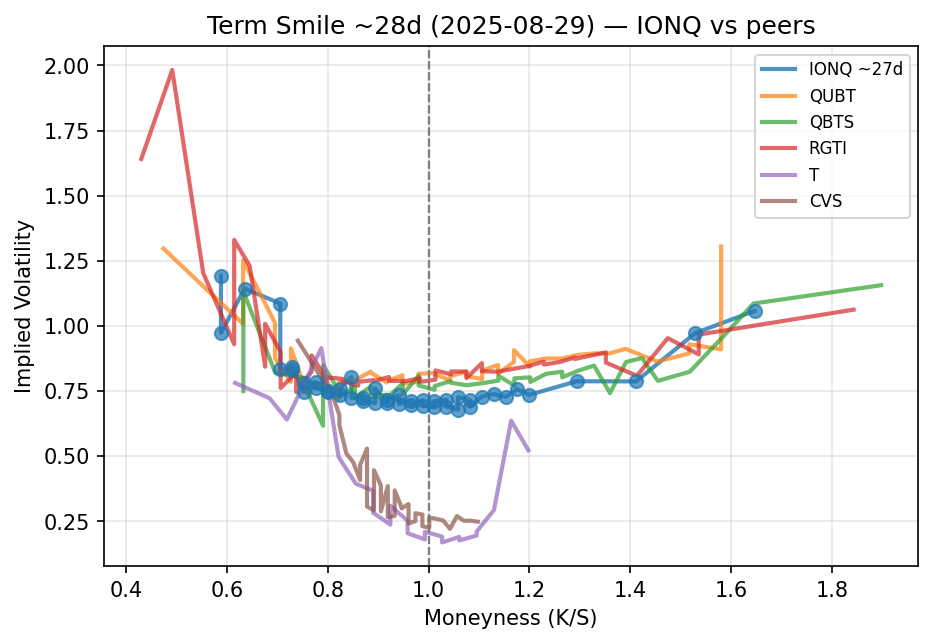 Term Smile ~28d (2025-08-29) — IONQ vs peers
Implied Volatility
2.00
1.75
1.50
1.25
1.00
0.75
0.50
0.25
IONQ ~27d
QUBT
QBTS
RGTI
T
CVS
0.4 0.6 0.8 1.0 1.2 1.4 1.6 1.8
Moneyness (K/S)